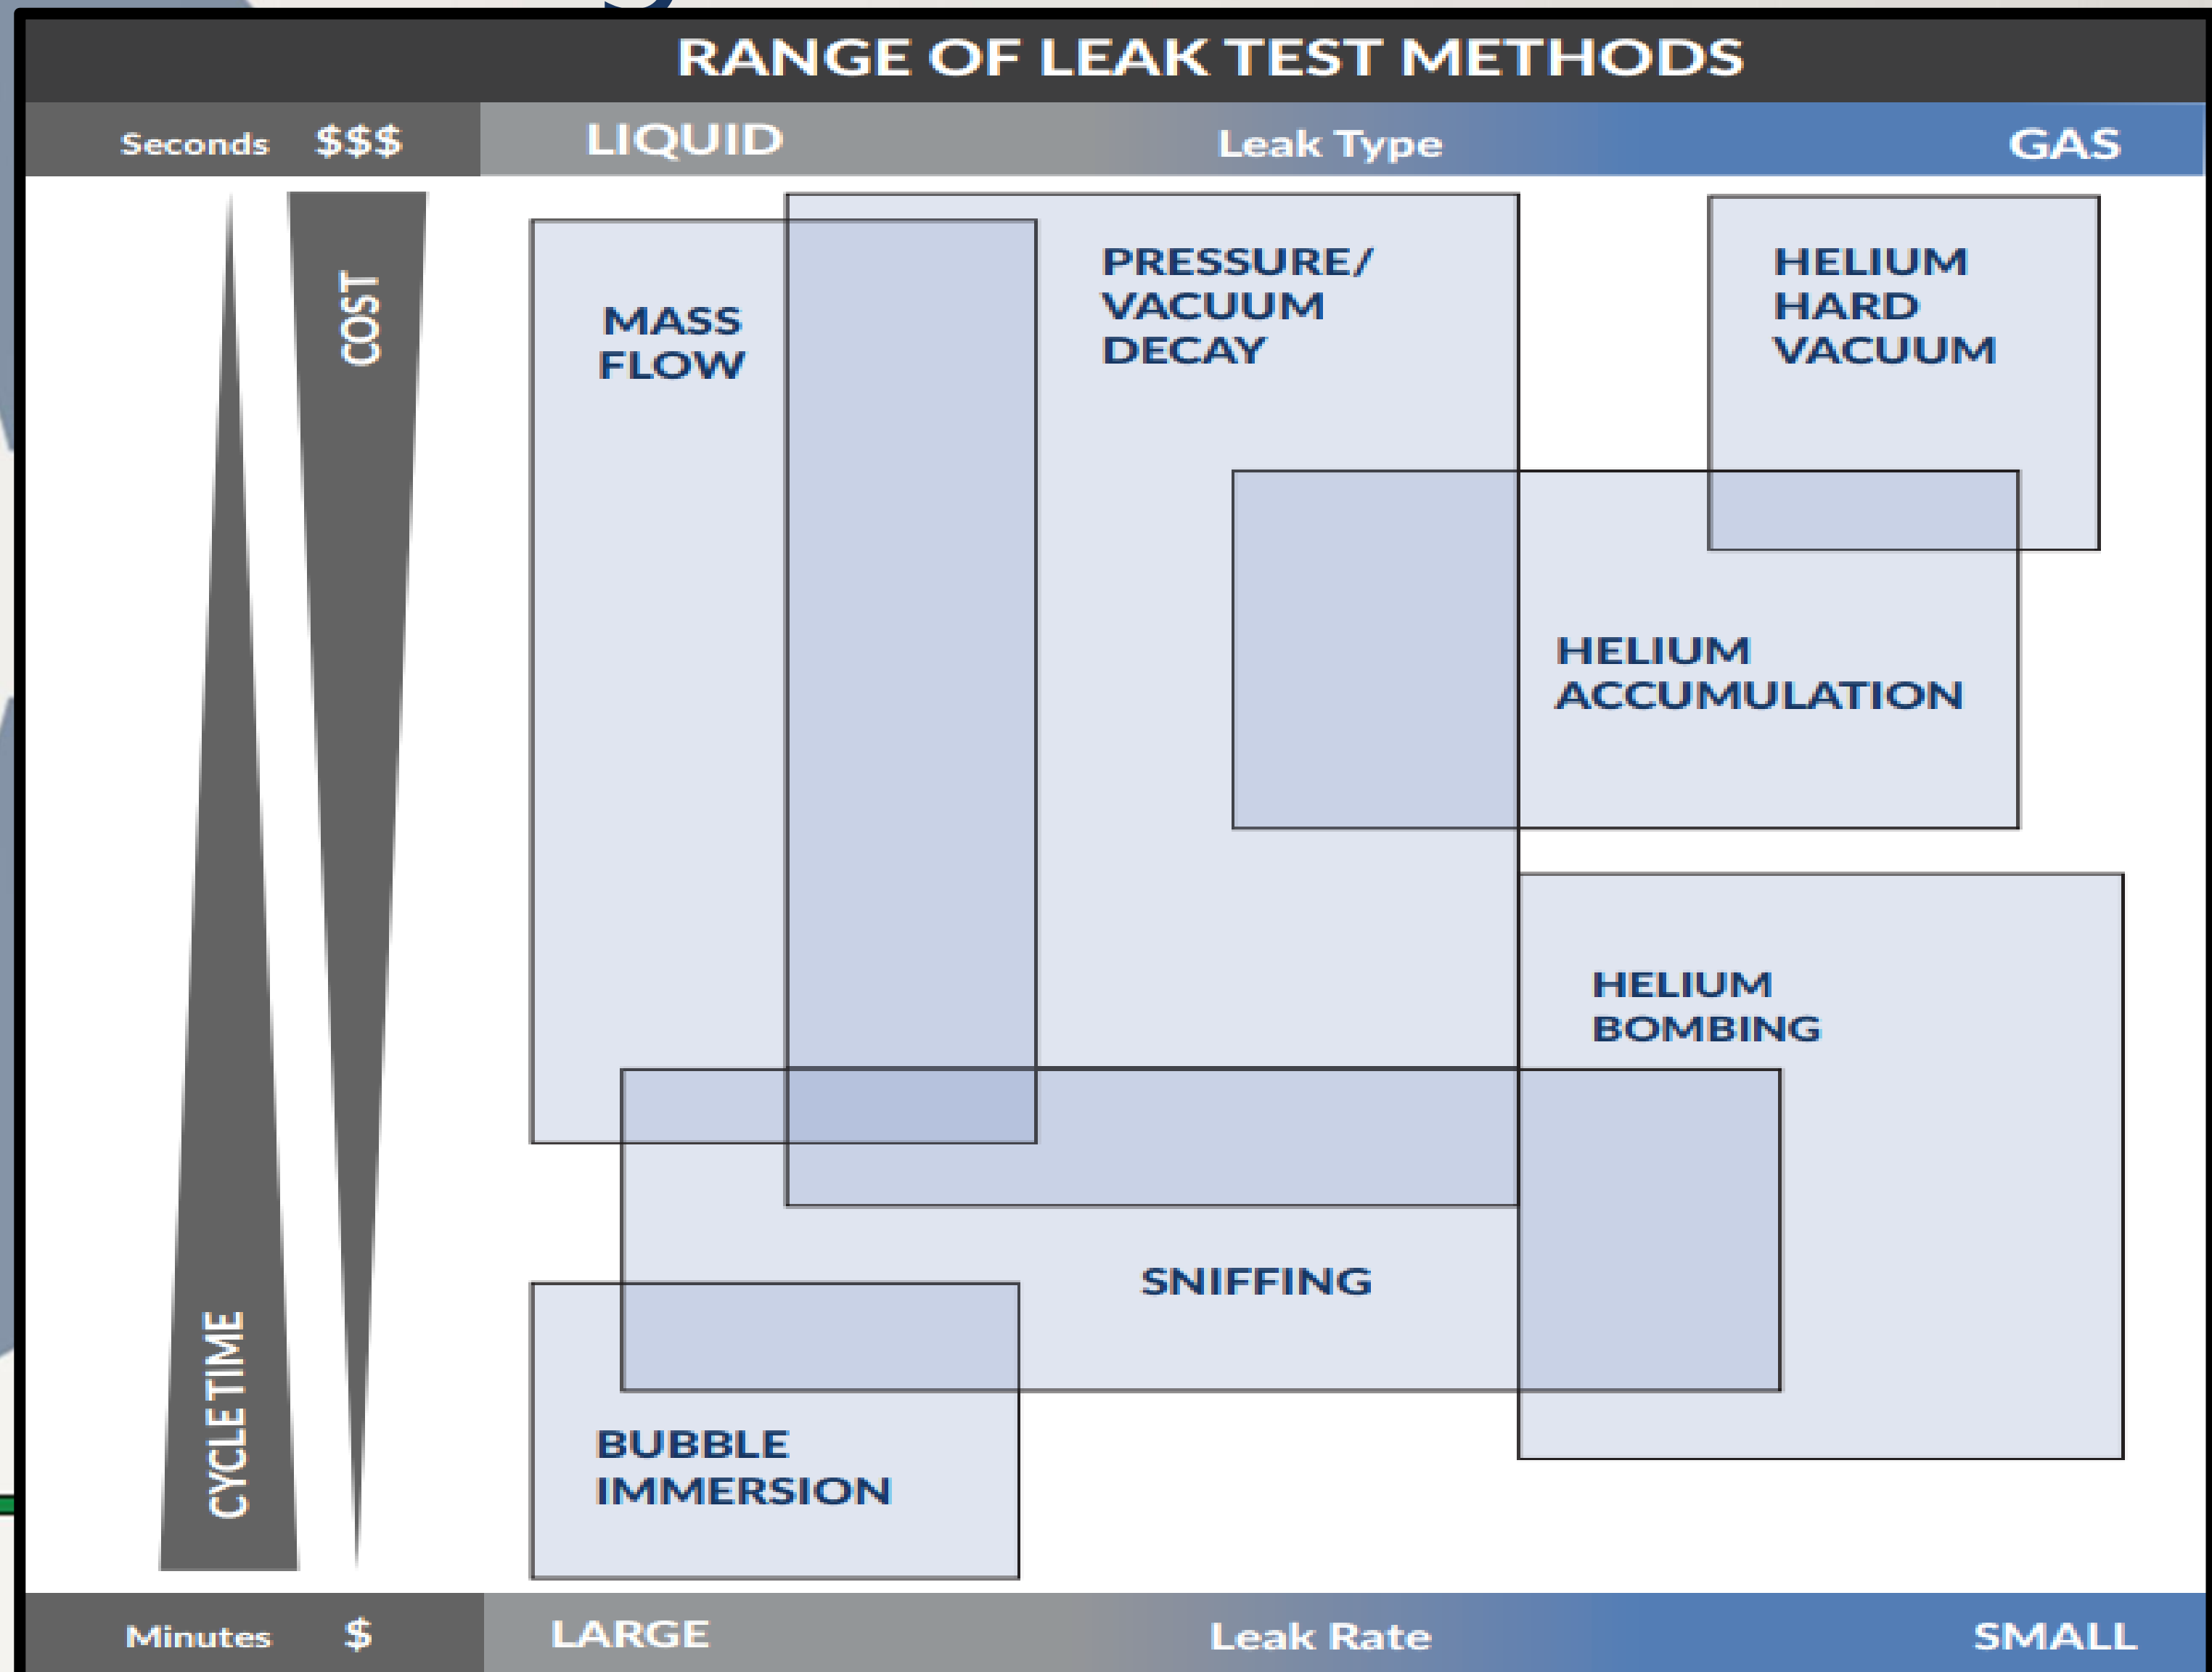 RANGE OF LEAK TEST METHODS
Seconds $$$ LIQUID Leak Type GAS
COST
CYCLE TIME
MASS
FLOW
PRESSURE/
VACUUM
DECAY
HELIUM
HARD
VACUUM
HELIUM
ACCUMULATION
HELIUM
BOMBING
SNIFFING
BUBBLE
IMMERSION
Minutes $ LARGE Leak Rate SMALL